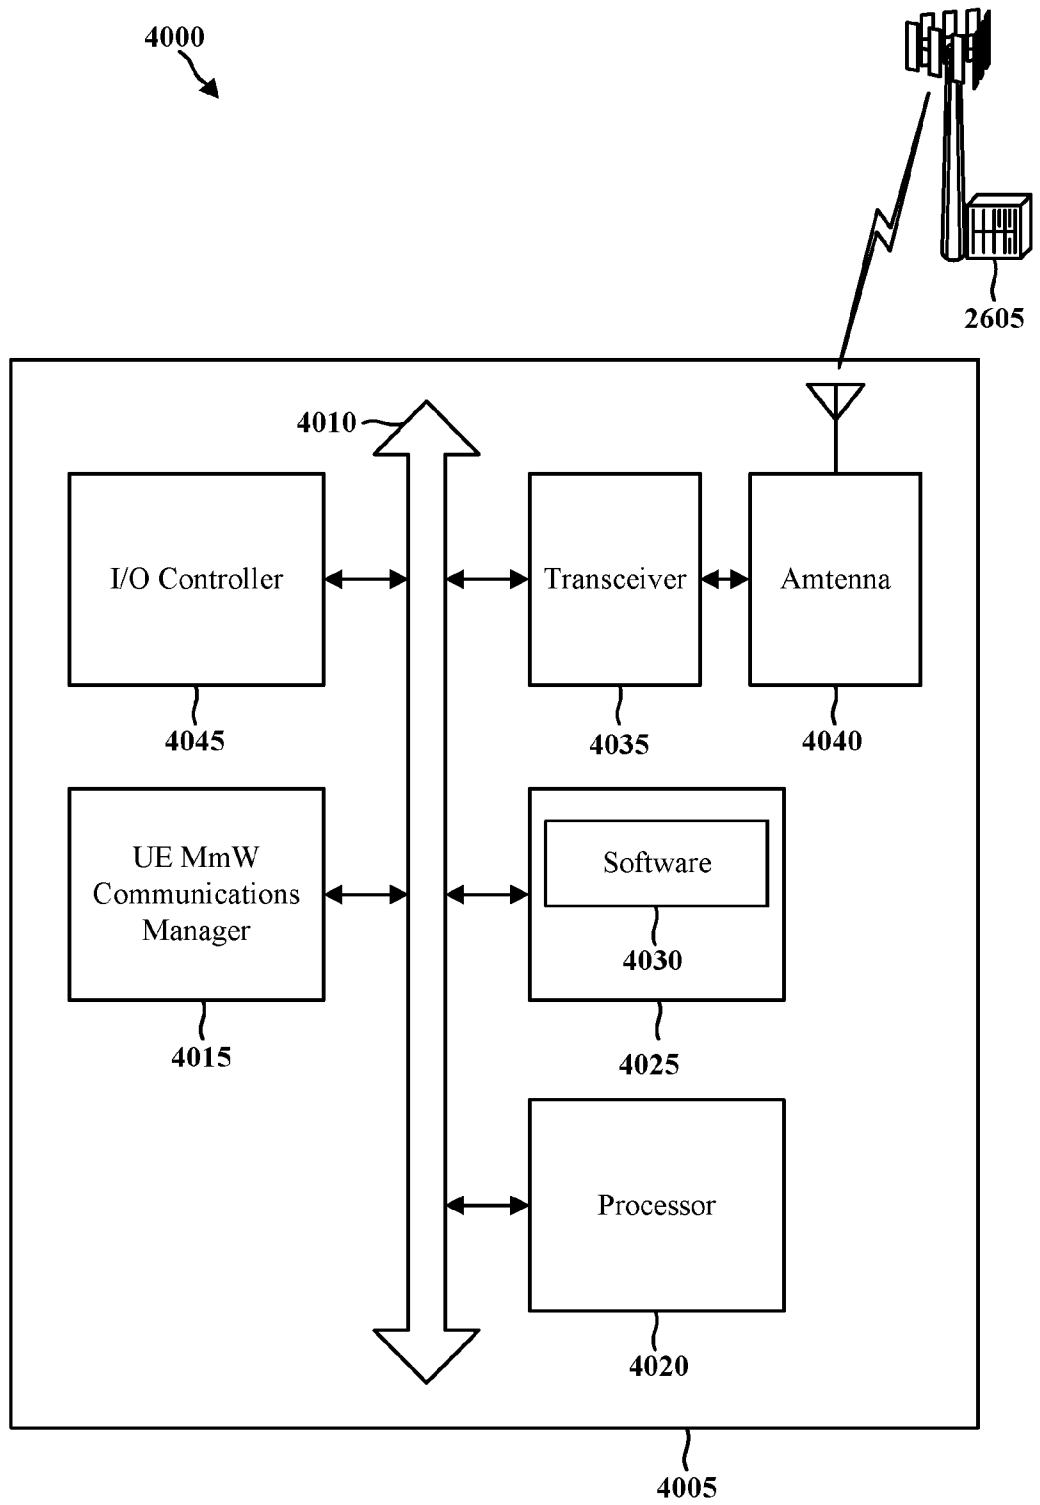 4000
2605
4010
I/O Controller
Transceiver
Amtenna
4045
4035
4040
UE MmW
Communications
Manager
Software
4030
4015
4025
Processor
4020
4005